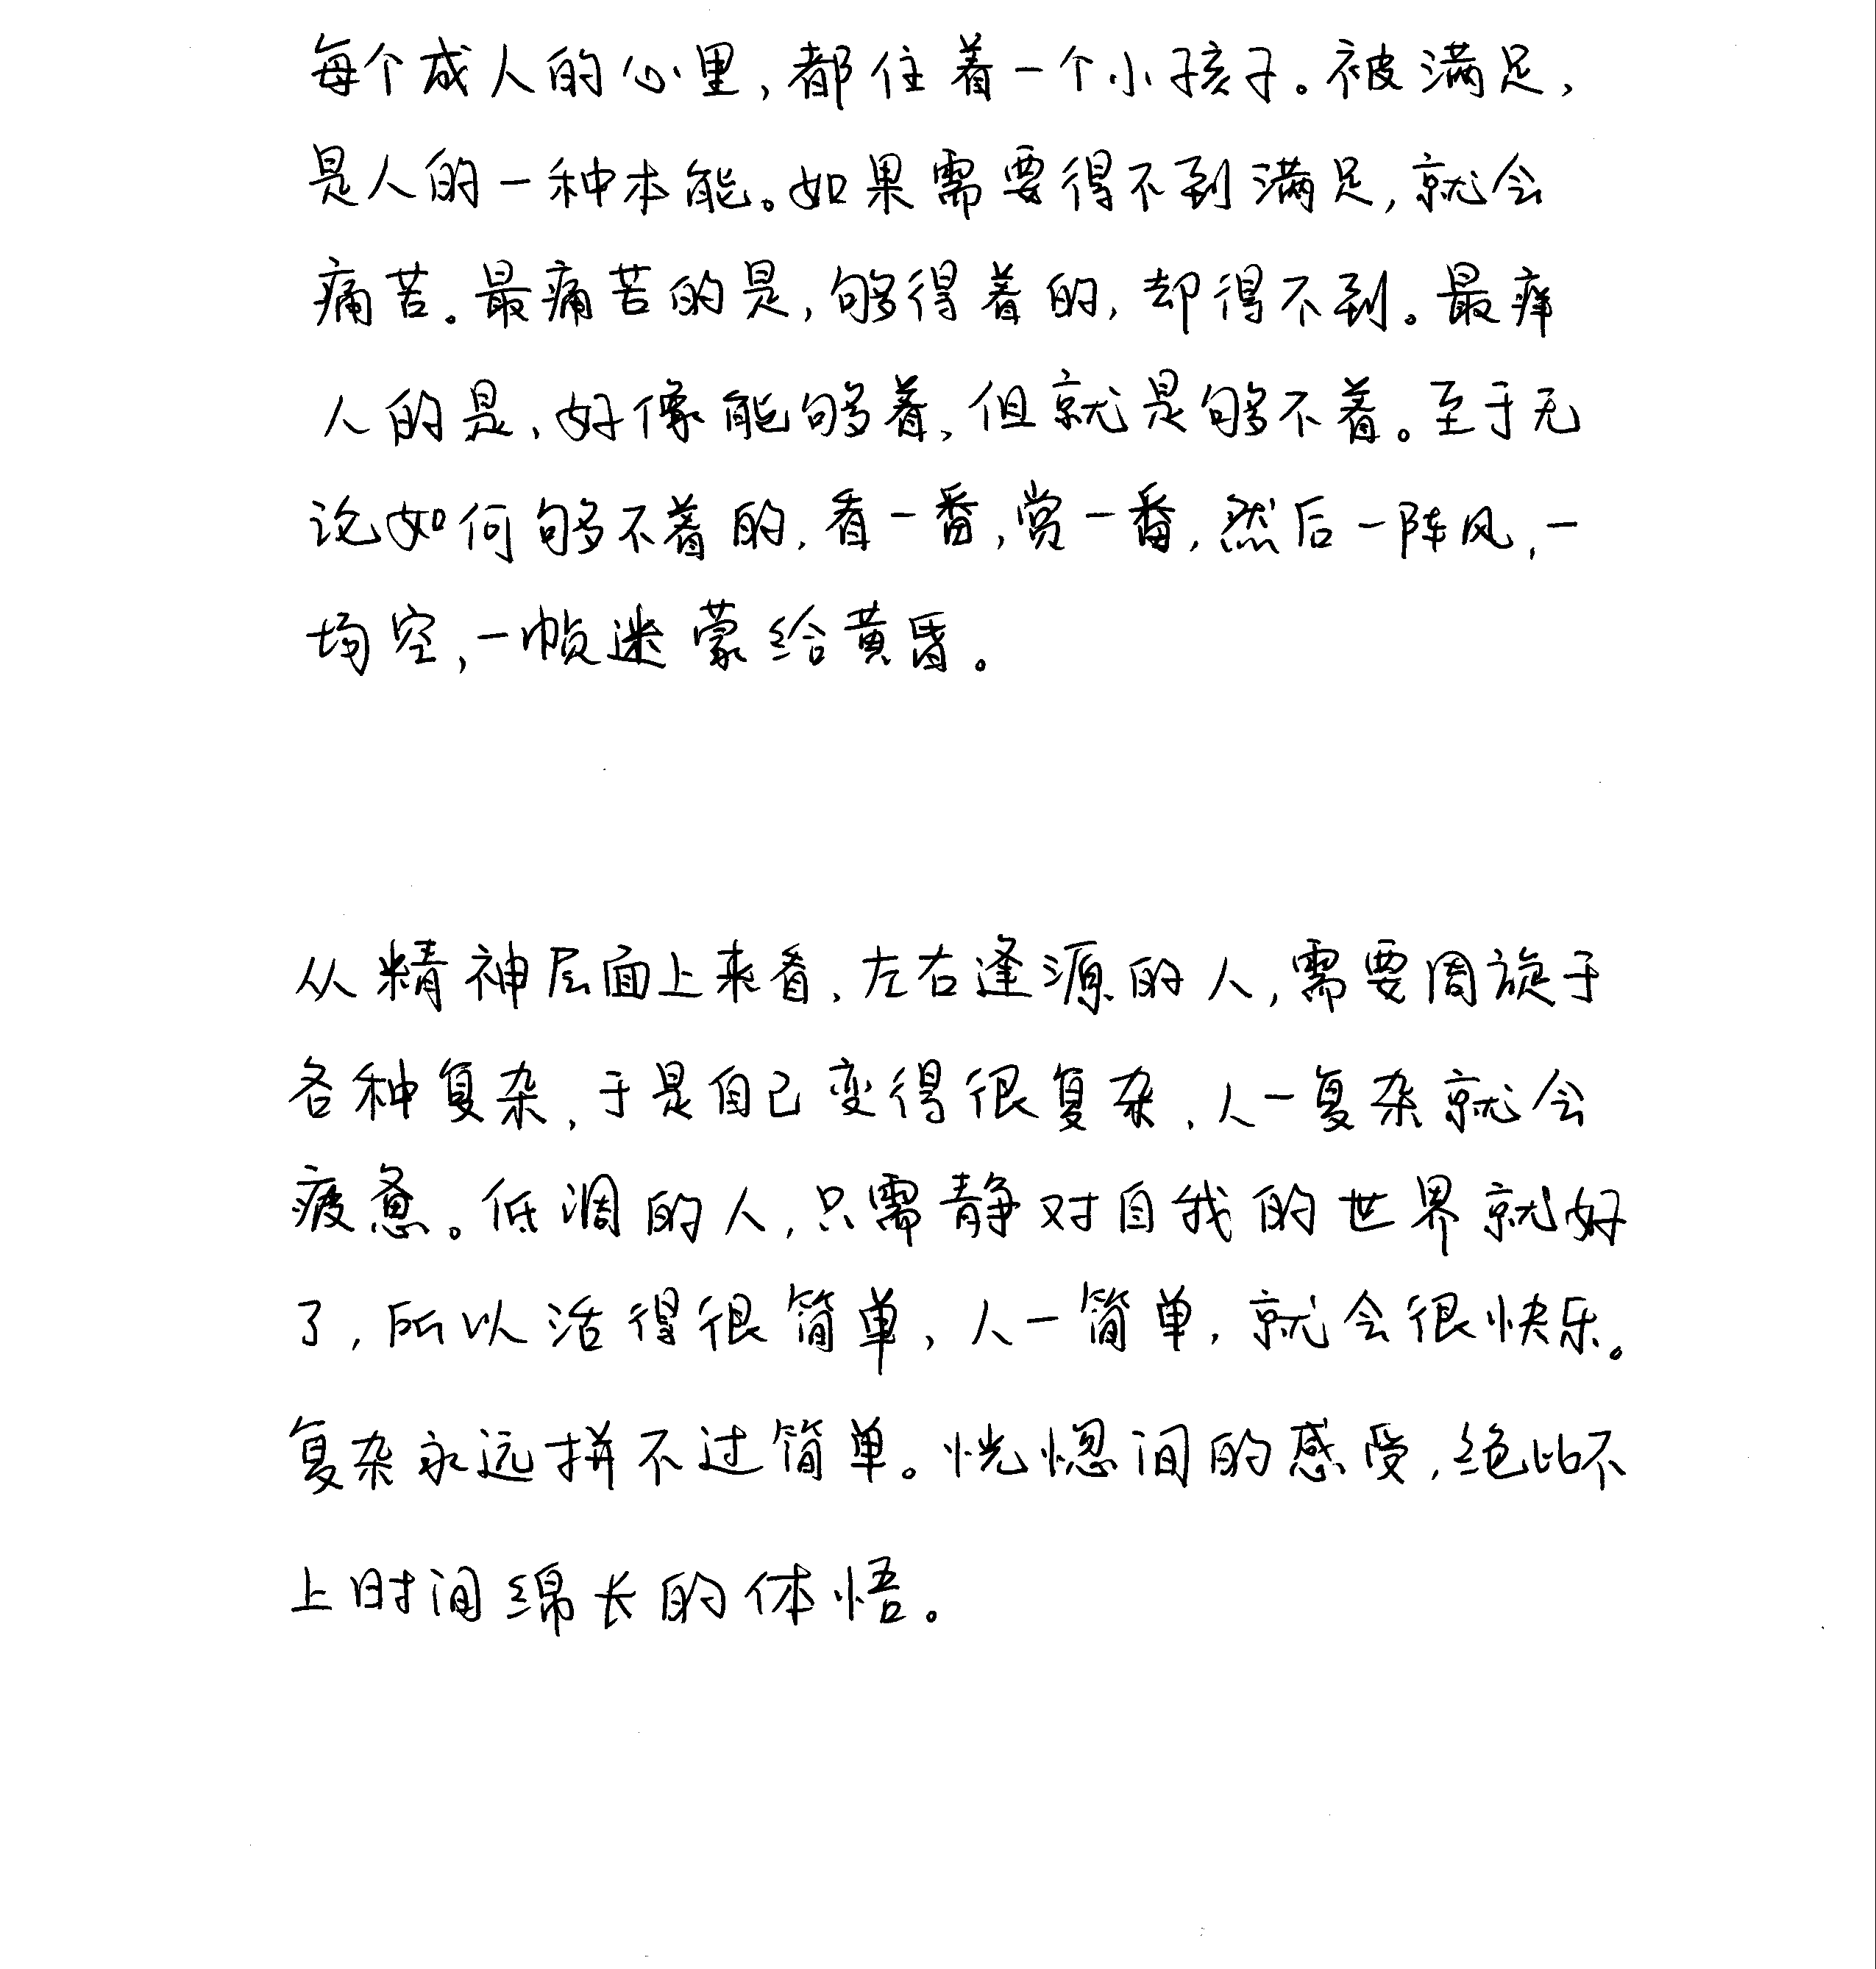 每个成人的心里,都住着一个小孩子。被满足,
是人的一种本能。如果需要得不到满足,就会
痛苦。最痛苦的是,够得着的,却得不到。最痒
人的是,好像能够着,但就是够不着。至于无
论如何够不着的,看一番,赏一番,然后一阵风,一
场空,一帧迷蒙给黄昏。
从精神层面上来看,左右逢源的人,需要周旋于
各种复杂,于是自己变得很复杂,人一复杂就会
疲惫。低调的人,只需静对自我的世界就好
了,所以活得很简单,人一简单,就会很快乐。
复杂永远拼不过简单。恍惚间的感受,绝比不
上时间绵长的体悟。